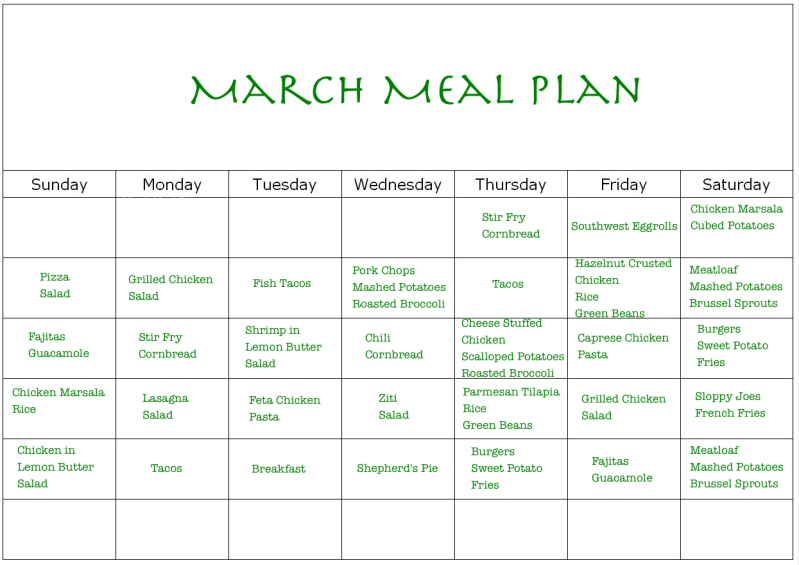 March Meal Plan
Sunday
Monday
Tuesday
Wednesday
Thursday
Friday
Saturday
Stir Fry
Cornbread
Southwest Eggrolls
Chicken Marsala
Cubed Potatoes
Pizza
Salad
Grilled Chicken
Salad
Fish Tacos
Pork Chops
Mashed Potatoes
Roasted Broccoli
Tacos
Hazelnut Crusted
Chicken
Rice
Green Beans
Meatloaf
Mashed Potatoes
Brussel Sprouts
Fajitas
Guacamole
Stir Fry
Cornbread
Shrimp in
Lemon Butter
Salad
Chili
Cornbread
Cheese Stuffed
Chicken
Scalloped Potatoes
Roasted Broccoli
Caprese Chicken
Pasta
Burgers
Sweet Potato
Fries
Chicken Marsala
Rice
Lasagna
Salad
Feta Chicken
Pasta
Ziti
Salad
Parmesan Tilapia
Rice
Green Beans
Grilled Chicken
Salad
Sloppy Joes
French Fries
Chicken in
Lemon Butter
Salad
Tacos
Breakfast
Shepherd's Pie
Burgers
Sweet Potato
Fries
Fajitas
Guacamole
Meatloaf
Mashed Potatoes
Brussel Sprouts